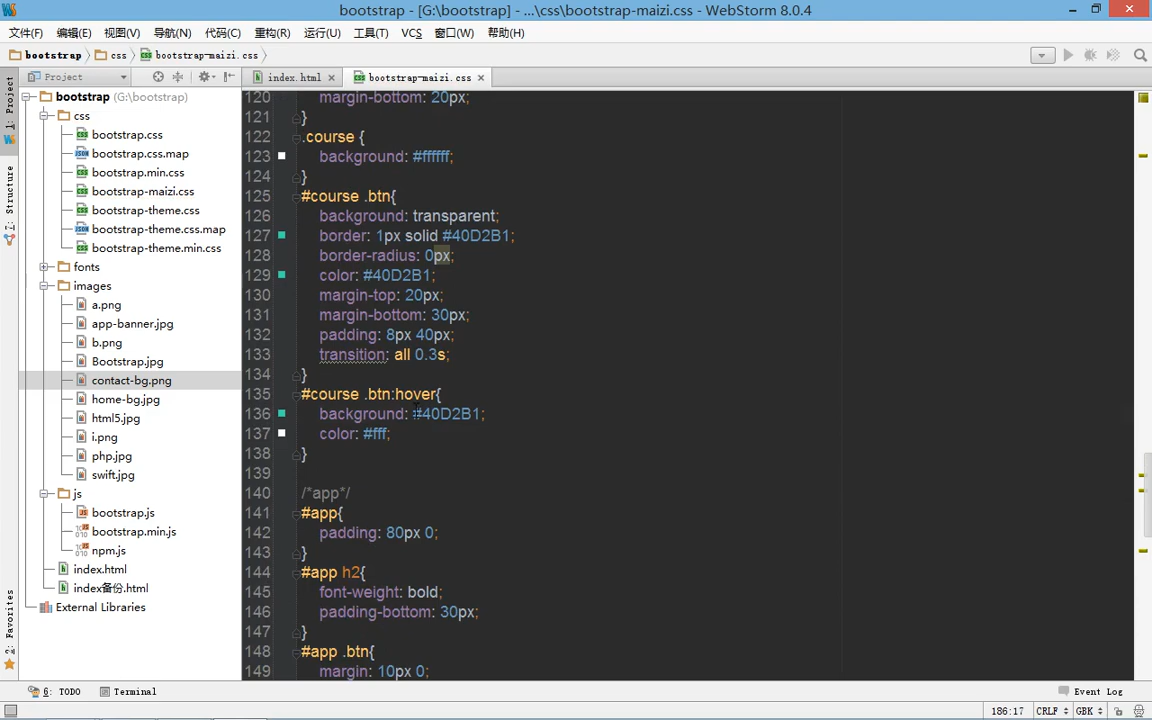 bootstrap - [G:\bootstrap] - ...\css\bootstrap-maizi.css - WebStorm 8.0.4
文件(F) 编辑(E) 视图(V) 导航(N) 代码(C) 重构(R) 运行(U) 工具(T) VCS 窗口(W) 帮助(H)
bootstrap css bootstrap-maizi.css
Project
index.html
bootstrap-maizi.css
1: Project
7: Structure
2: Favorites
bootstrap (G:\bootstrap)
css
bootstrap.css
bootstrap.css.map
bootstrap.min.css
bootstrap-maizi.css
bootstrap-theme.css
bootstrap-theme.css.map
bootstrap-theme.min.css
fonts
images
a.png
app-banner.jpg
b.png
Bootstrap.jpg
contact-bg.png
home-bg.jpg
html5.jpg
i.png
php.jpg
swift.jpg
js
bootstrap.js
bootstrap.min.js
npm.js
index.html
index备份.html
External Libraries
120 margin-bottom: 20px;
121 }
122 .course {
123 background: #ffffff;
124 }
125 #course .btn{
126 background: transparent;
127 border: 1px solid #40D2B1;
128 border-radius: 0px;
129 color: #40D2B1;
130 margin-top: 20px;
131 margin-bottom: 30px;
132 padding: 8px 40px;
133 transition: all 0.3s;
134 }
135 #course .btn:hover{
136 background: #40D2B1;
137 color: #fff;
138 }
139
140 /*app*/
141 #app{
142 padding: 80px 0;
143 }
144 #app h2{
145 font-weight: bold;
146 padding-bottom: 30px;
147 }
148 #app .btn{
149 margin: 10px 0;
6: TODO Terminal Event Log
186:17 CRLF GBK